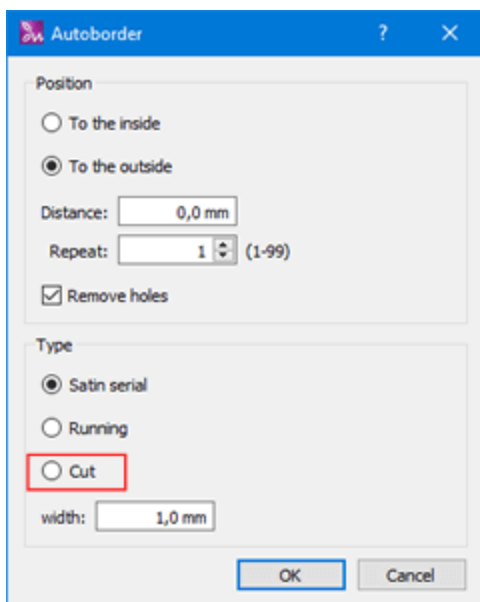 Autoborder ?
Position
To the inside
To the outside
Distance: 0,0 mm
Repeat: 1 (1-99)
Remove holes
Type
Satin serial
Running
Cut
width: 1,0 mm
OK Cancel